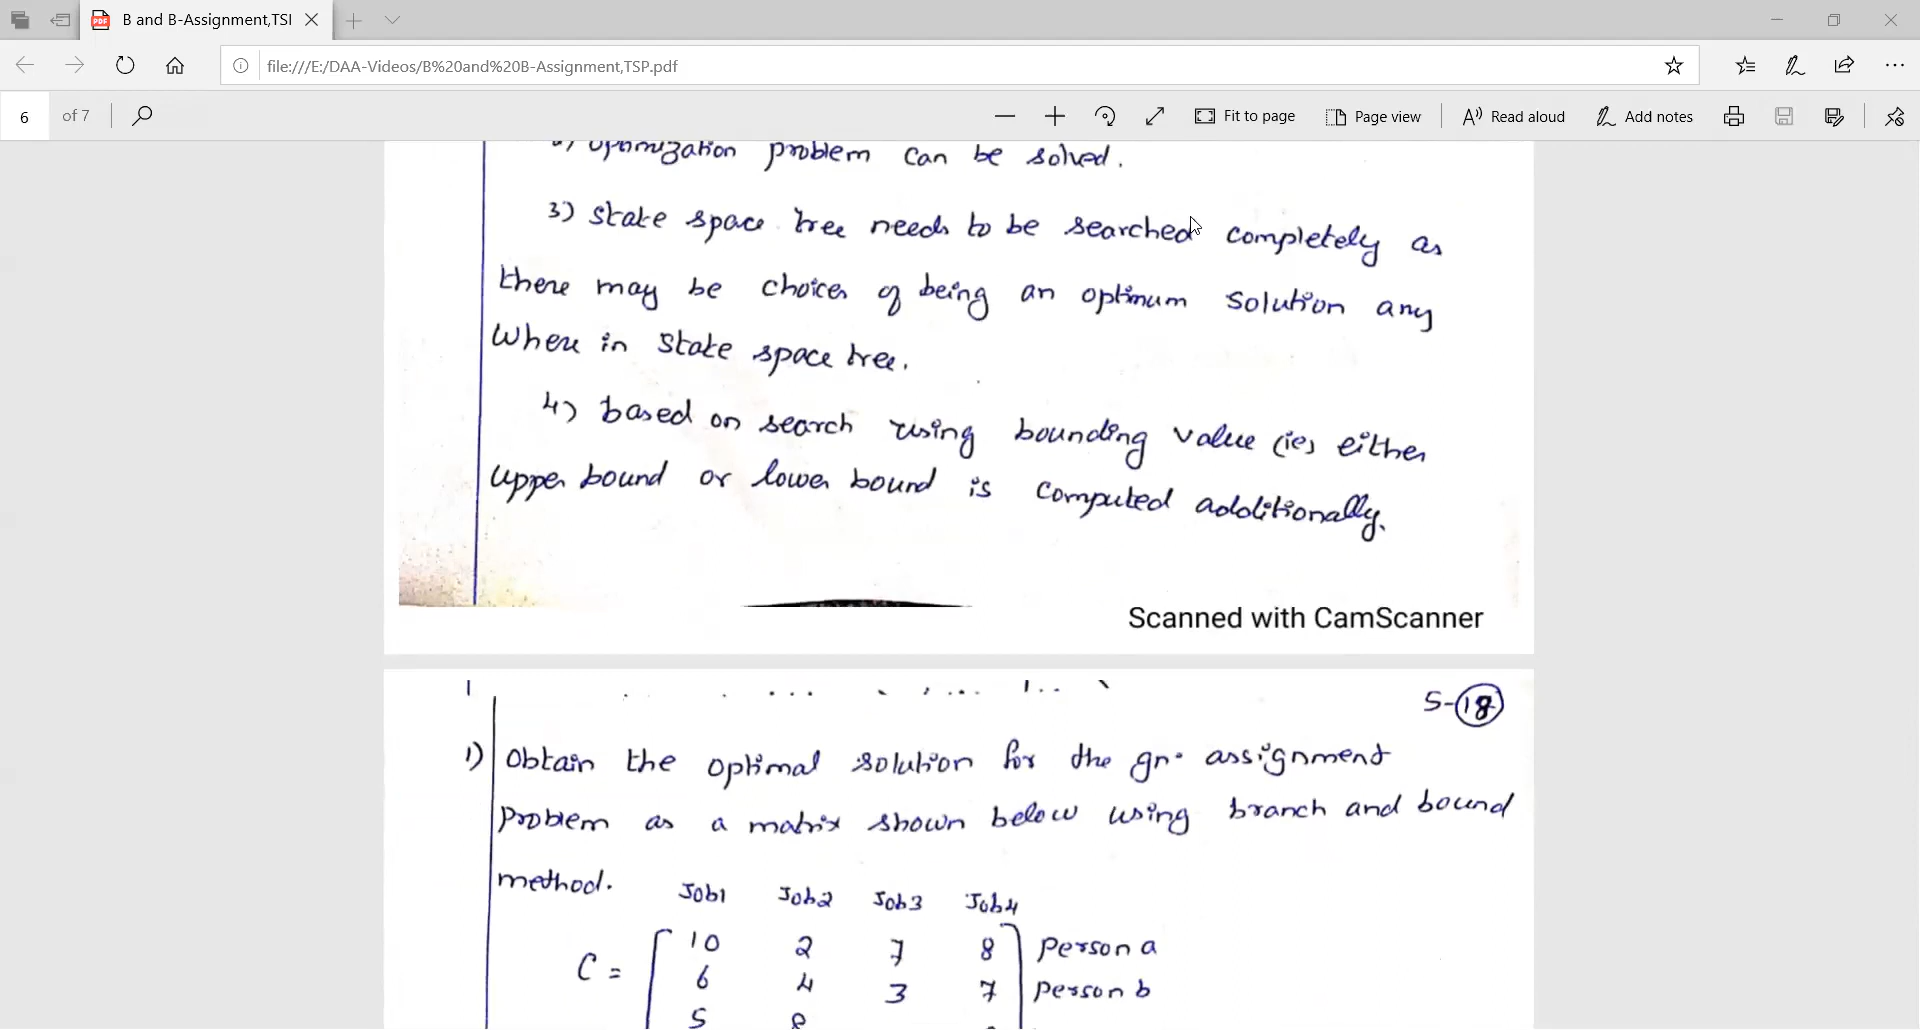 B and B-Assignment,TSI
file:///E:/DAA-Videos/B%20and%20B-Assignment,TSP.pdf
6 of 7 Fit to page Page view Read aloud Add notes
optimization problem can be solved.
3) State space tree needs to be searched completely as
there may be choices of being an optimum solution any
where in state space tree.
4) based on search using bounding value (ie) either
upper bound or lower bound is computed additionally.
Scanned with CamScanner
5-18
1) Obtain the optimal solution for the gn. assignment
problem as a matrix shown below using branch and bound
method.
Job1 Job2 Job3 Job4
10 2 7 8 Person a
C = 6 4 3 7 Person b
5 8